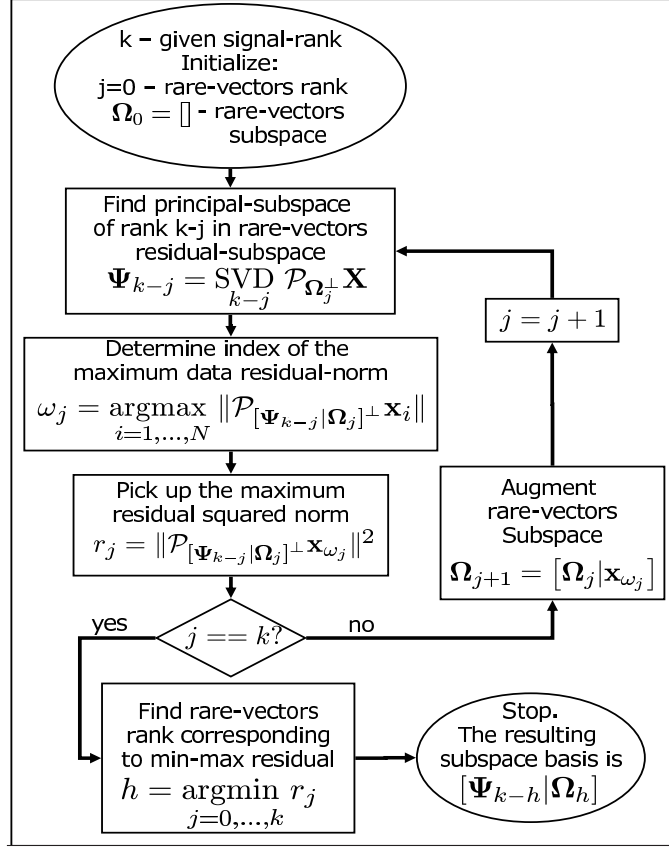 k – given signal-rank
Initialize:
j=0 – rare-vectors rank
Ω₀ = [] - rare-vectors
subspace
Find principal-subspace
of rank k-j in rare-vectors
residual-subspace
Ψ_{k−j} = SVD 𝒫_{Ω_j^⊥} X
k−j
j = j + 1
Determine index of the
maximum data residual-norm
ω_j = argmax ‖𝒫_{[Ψ_{k−j}|Ω_j]^⊥} x_i‖
i=1,...,N
Pick up the maximum
residual squared norm
r_j = ‖𝒫_{[Ψ_{k−j}|Ω_j]^⊥} x_{ω_j}‖²
Augment
rare-vectors
Subspace
Ω_{j+1} = [Ω_j|x_{ω_j}]
yes
j == k?
no
Find rare-vectors
rank corresponding
to min-max residual
h = argmin r_j
j=0,...,k
Stop.
The resulting
subspace basis is
[Ψ_{k−h}|Ω_h]